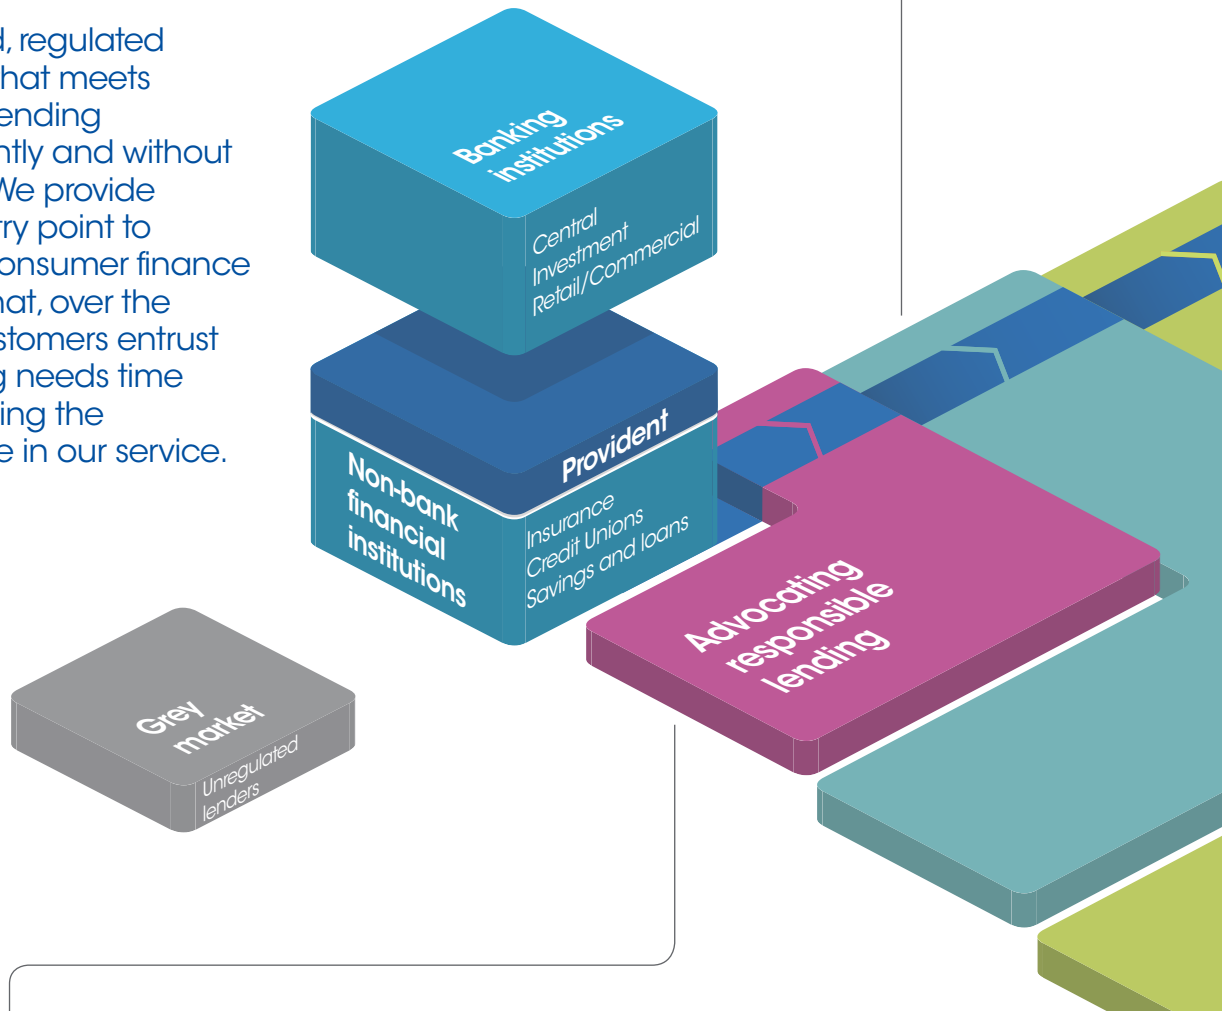 d, regulated
hat meets
ending
ntly and without
We provide
try point to
onsumer finance
hat, over the
stomers entrust
g needs time
ing the
e in our service.
Banking
institutions
Central
Investment
Retail/Commercial
Provident
Non-bank
financial
institutions
Insurance
Credit Unions
Savings and loans
Advocating
responsible
lending
Grey
market
Unregulated
lenders